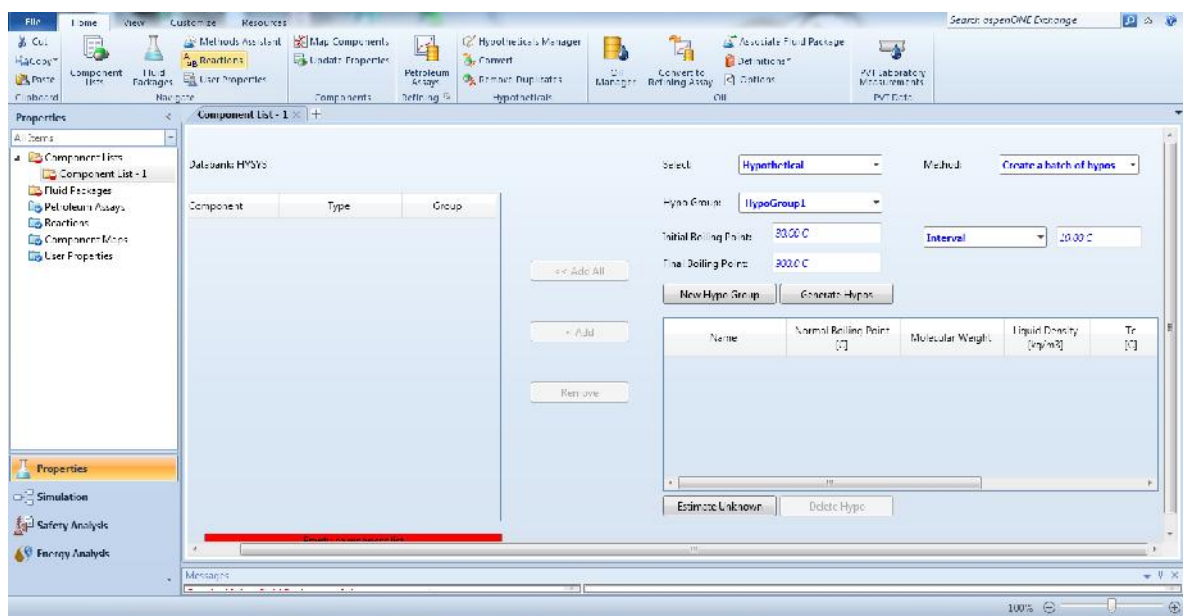 File Home View Customize Resources Search aspenONE Exchange
Cut
Copy
Paste
Clipboard
Component Lists
Fluid Packages
Methods Assistant
Reactions
User Properties
Navigate
Map Components
Update Properties
Components
Petroleum Assays
Refining
Hypotheticals Manager
Convert
Remove Duplicates
Hypotheticals
Oil Manager
Convert to Refining Assay
Associate Fluid Package
Definitions
Options
Oil
PVT Laboratory Measurements
PVT Data
Properties <
All Items
Component Lists
Component List - 1
Fluid Packages
Petroleum Assays
Reactions
Component Maps
User Properties
Properties
Simulation
Safety Analysis
Energy Analysis
Component List - 1 × +
Databank: HYSYS
Component Type Group
<< Add All
< Add
Remove
Select: Hypothetical Method: Create a batch of hypos
Hypo Group: HypoGroup1
Initial Boiling Point: 30.00 C Interval 10.00 C
Final Boiling Point: 900.0 C
New Hypo Group Generate Hypos
Name Normal Boiling Point [C] Molecular Weight Liquid Density [kg/m3] Tc [C]
Estimate Unknown Delete Hypo
Empty component list
Messages
100%